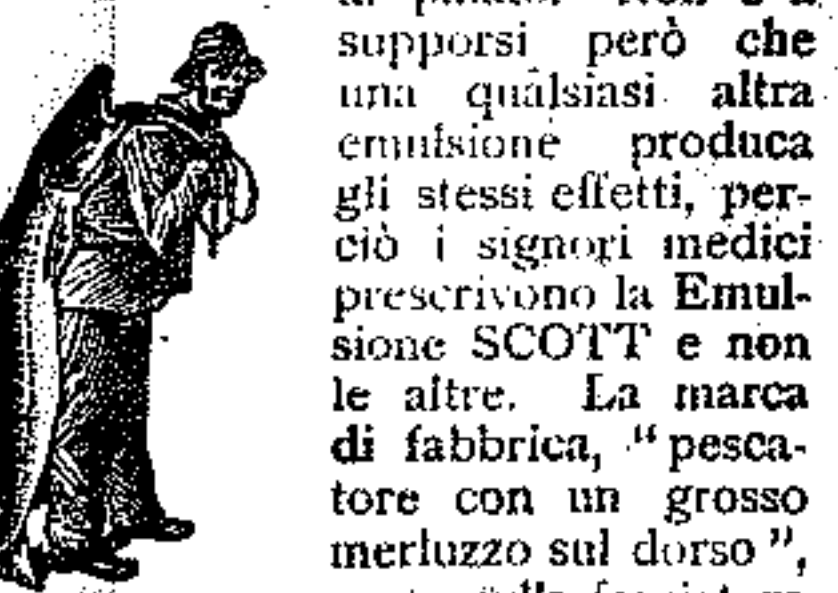 supporsi però che
una qualsiasi altra
emulsione produca
gli stessi effetti, per-
ciò i signori medici
prescrivono la Emul-
sione SCOTT e non
le altre. La marca
di fabbrica, "pesca-
tore con un grosso
merluzzo sul dorso",